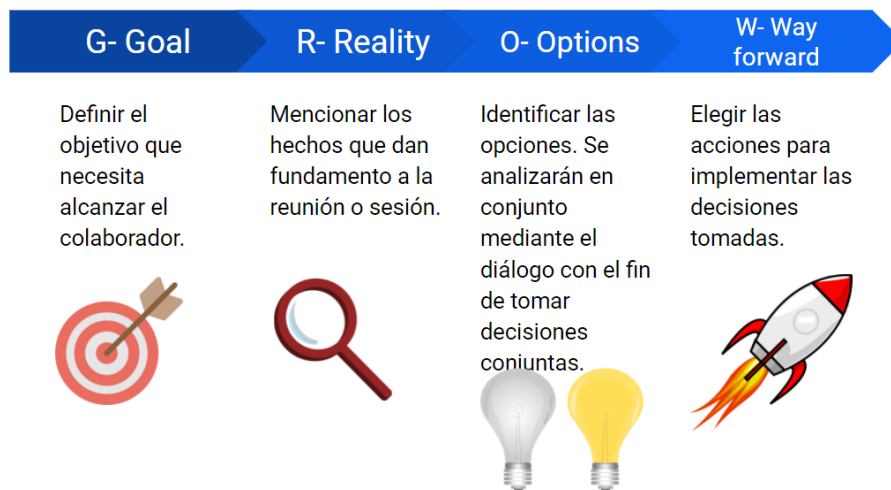 G- Goal
R- Reality
O- Options
W- Way
forward
Definir el
objetivo que
necesita
alcanzar el
colaborador.
Mencionar los
hechos que dan
fundamento a la
reunión o sesión.
Identificar las
opciones. Se
analizarán en
conjunto
mediante el
diálogo con el fin
de tomar
decisiones
conjuntas.
Elegir las
acciones para
implementar las
decisiones
tomadas.